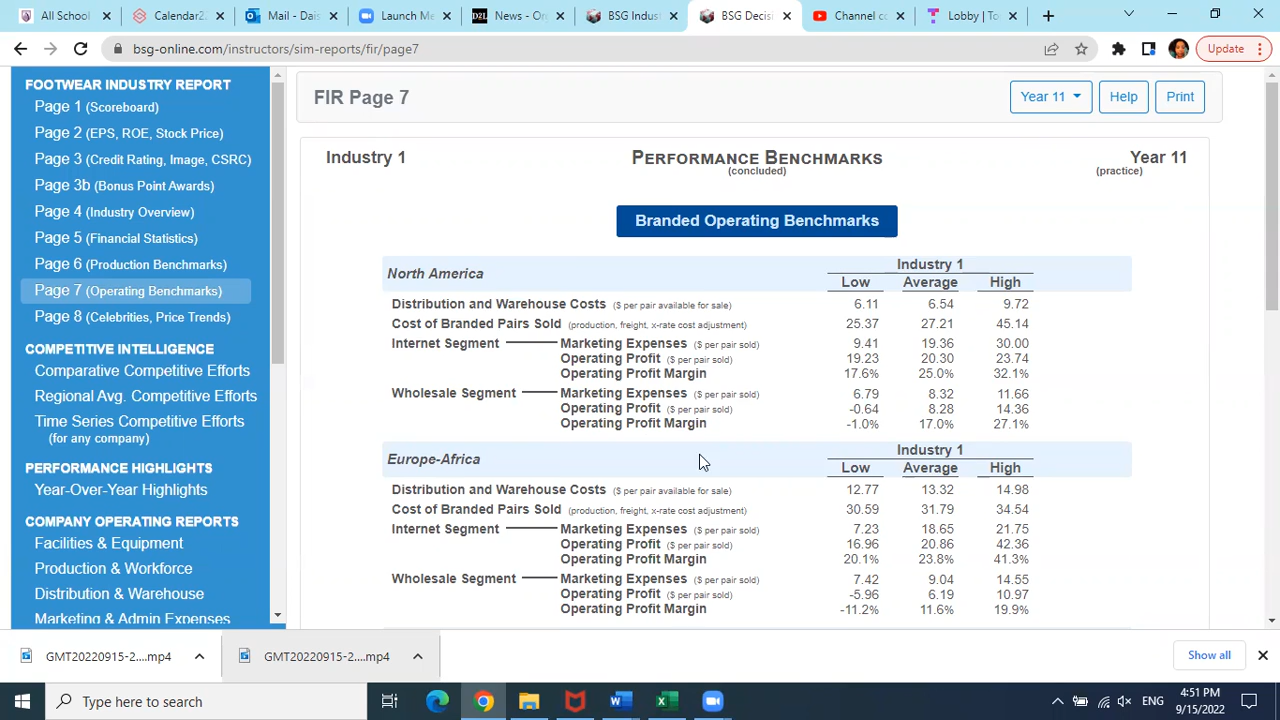 All School
Calendar2:
Mail - Dais
Launch Me
D2L News - Or
BSG Indus
BSG Decisi
Channel co
Lobby | To
bsg-online.com/instructors/sim-reports/fir/page7
Update
FOOTWEAR INDUSTRY REPORT
Page 1 (Scoreboard)
Page 2 (EPS, ROE, Stock Price)
Page 3 (Credit Rating, Image, CSRC)
Page 3b (Bonus Point Awards)
Page 4 (Industry Overview)
Page 5 (Financial Statistics)
Page 6 (Production Benchmarks)
Page 7 (Operating Benchmarks)
Page 8 (Celebrities, Price Trends)
COMPETITIVE INTELLIGENCE
Comparative Competitive Efforts
Regional Avg. Competitive Efforts
Time Series Competitive Efforts
(for any company)
PERFORMANCE HIGHLIGHTS
Year-Over-Year Highlights
COMPANY OPERATING REPORTS
Facilities & Equipment
Production & Workforce
Distribution & Warehouse
Marketing & Admin Expenses
FIR Page 7
Year 11
Help
Print
Industry 1 PERFORMANCE BENCHMARKS Year 11
(concluded) (practice)
Branded Operating Benchmarks
North America Industry 1
Low Average High
Distribution and Warehouse Costs ($ per pair available for sale) 6.11 6.54 9.72
Cost of Branded Pairs Sold (production, freight, x-rate cost adjustment) 25.37 27.21 45.14
Internet Segment Marketing Expenses ($ per pair sold) 9.41 19.36 30.00
Operating Profit ($ per pair sold) 19.23 20.30 23.74
Operating Profit Margin 17.6% 25.0% 32.1%
Wholesale Segment Marketing Expenses ($ per pair sold) 6.79 8.32 11.66
Operating Profit ($ per pair sold) -0.64 8.28 14.36
Operating Profit Margin -1.0% 17.0% 27.1%
Europe-Africa Industry 1
Low Average High
Distribution and Warehouse Costs ($ per pair available for sale) 12.77 13.32 14.98
Cost of Branded Pairs Sold (production, freight, x-rate cost adjustment) 30.59 31.79 34.54
Internet Segment Marketing Expenses ($ per pair sold) 7.23 18.65 21.75
Operating Profit ($ per pair sold) 16.96 20.86 42.36
Operating Profit Margin 20.1% 23.8% 41.3%
Wholesale Segment Marketing Expenses ($ per pair sold) 7.42 9.04 14.55
Operating Profit ($ per pair sold) -5.96 6.19 10.97
Operating Profit Margin -11.2% 11.6% 19.9%
GMT20220915-2....mp4
GMT20220915-2....mp4
Show all
Type here to search
ENG
4:51 PM
9/15/2022